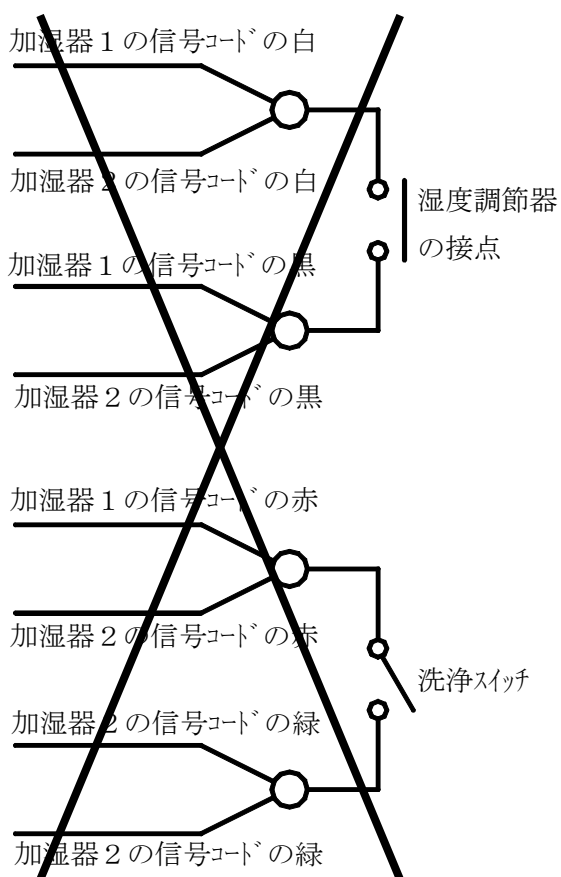 加湿器１の信号ｺｰﾄﾞの白
加湿器２の信号ｺｰﾄﾞの白
湿度調節器
の接点
加湿器１の信号ｺｰﾄﾞの黒
加湿器２の信号ｺｰﾄﾞの黒
加湿器１の信号ｺｰﾄﾞの赤
加湿器２の信号ｺｰﾄﾞの赤
洗浄ｽｲｯﾁ
加湿器２の信号ｺｰﾄﾞの緑
加湿器２の信号ｺｰﾄﾞの緑